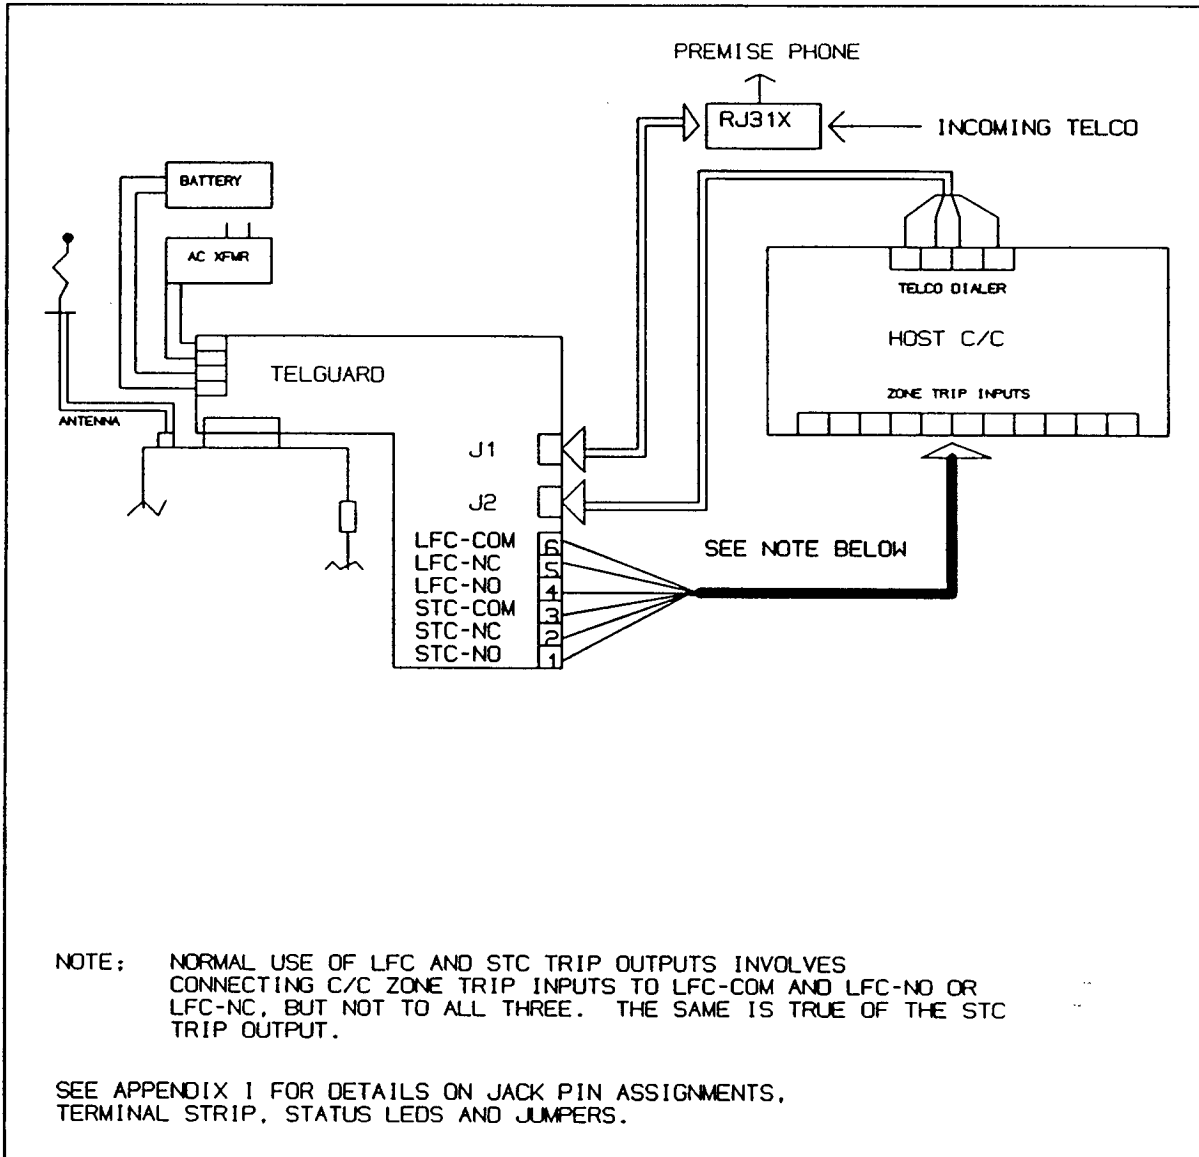 PREMISE PHONE
RJ31X
INCOMING TELCO
BATTERY
AC XFMR
TELCO DIALER
HOST C/C
ZONE TRIP INPUTS
TELGUARD
ANTENNA
J1
J2
SEE NOTE BELOW
LFC-COM 6
LFC-NC 5
LFC-NO 4
STC-COM 3
STC-NC 2
STC-NO 1
NOTE: NORMAL USE OF LFC AND STC TRIP OUTPUTS INVOLVES
CONNECTING C/C ZONE TRIP INPUTS TO LFC-COM AND LFC-NO OR
LFC-NC, BUT NOT TO ALL THREE. THE SAME IS TRUE OF THE STC
TRIP OUTPUT.
SEE APPENDIX I FOR DETAILS ON JACK PIN ASSIGNMENTS,
TERMINAL STRIP, STATUS LEDS AND JUMPERS.